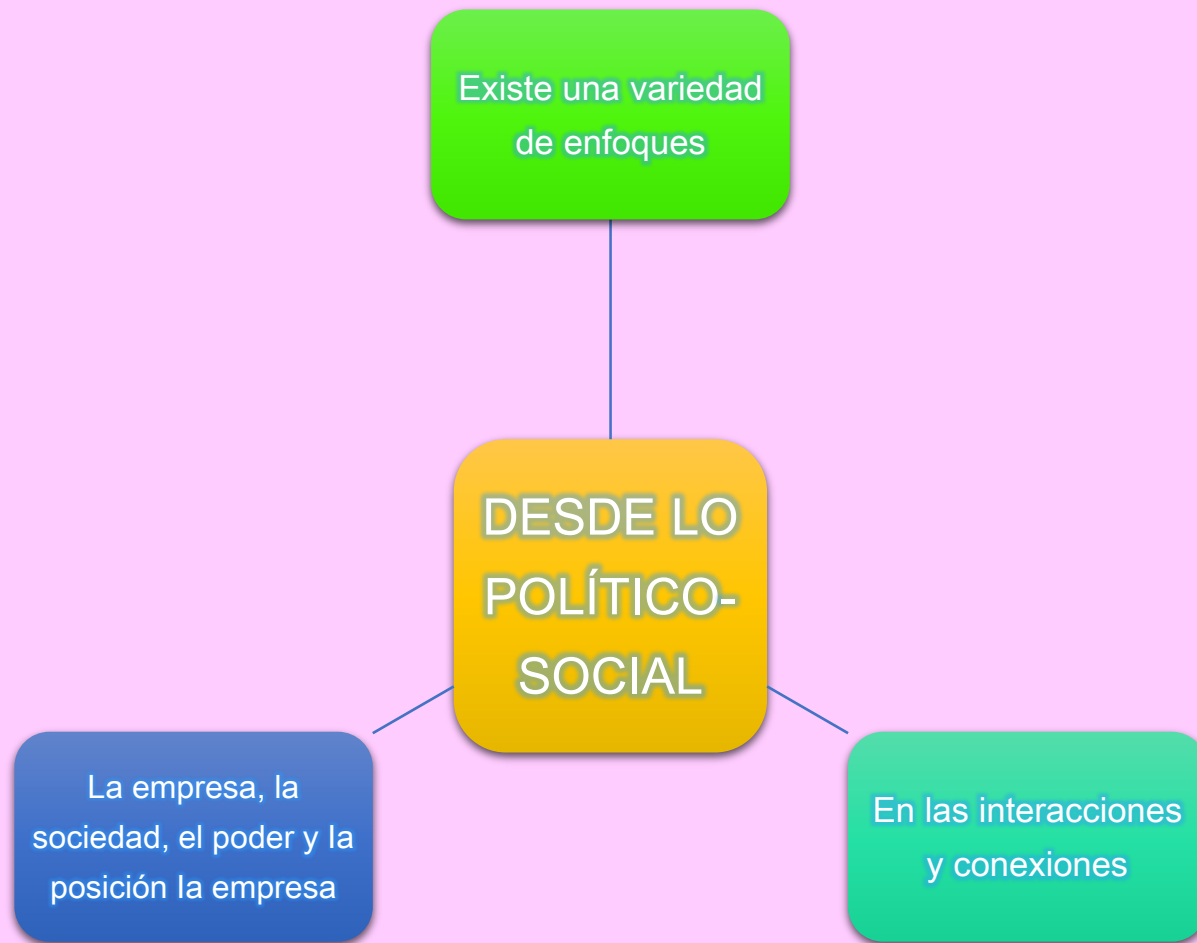 Existe una variedad
de enfoques
DESDE LO
POLÍTICO-
SOCIAL
La empresa, la
sociedad, el poder y la
posición la empresa
En las interacciones
y conexiones